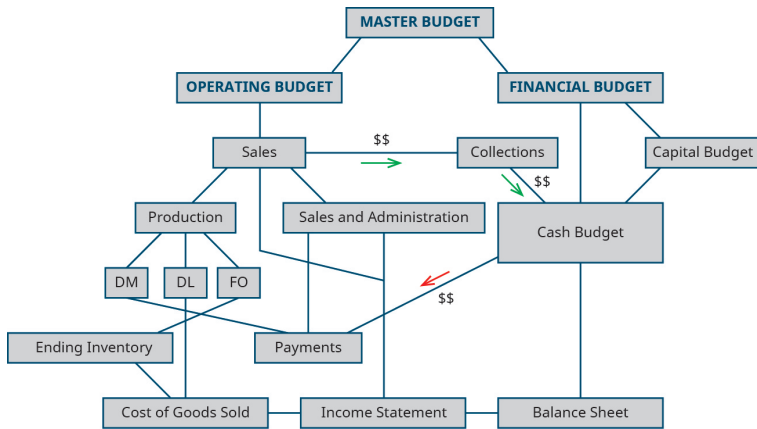 MASTER BUDGET
OPERATING BUDGET
FINANCIAL BUDGET
$$
Sales
Collections
Capital Budget
$$
Production
Sales and Administration
Cash Budget
DM
DL
FO
$$
Ending Inventory
Payments
Cost of Goods Sold
Income Statement
Balance Sheet